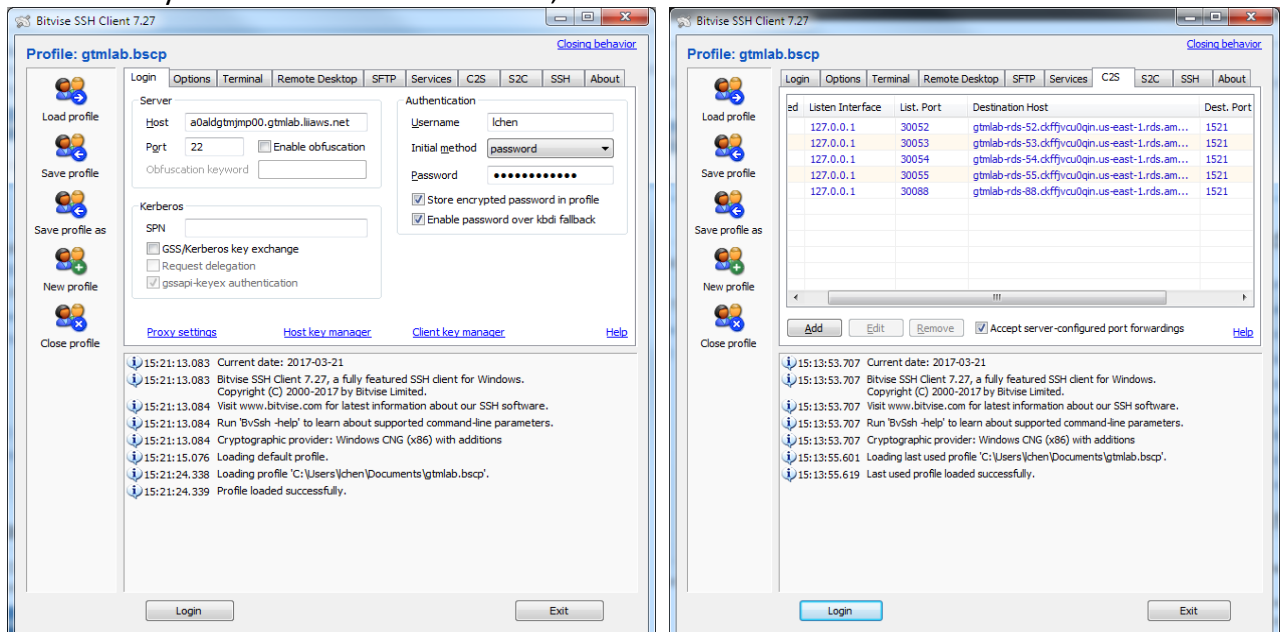 Bitvise SSH Client 7.27
Closing behavior
Profile: gtmlab.bscp
Load profile
Save profile
Save profile as
New profile
Close profile
Login Options Terminal Remote Desktop SFTP Services C2S S2C SSH About
Server
Host a0aldgtmjmp00.gtmlab.liaws.net
Port 22 Enable obfuscation
Obfuscation keyword
Kerberos
SPN
GSS/Kerberos key exchange
Request delegation
gssapi-keyex authentication
Authentication
Username lchen
Initial method password
Password ●●●●●●●●●●●●
Store encrypted password in profile
Enable password over kbdi fallback
Proxy settings Host key manager Client key manager Help
15:21:13.083 Current date: 2017-03-21
15:21:13.083 Bitvise SSH Client 7.27, a fully featured SSH client for Windows.
Copyright (C) 2000-2017 by Bitvise Limited.
15:21:13.084 Visit www.bitvise.com for latest information about our SSH software.
15:21:13.084 Run 'BvSsh -help' to learn about supported command-line parameters.
15:21:13.084 Cryptographic provider: Windows CNG (x86) with additions
15:21:15.076 Loading default profile.
15:21:24.338 Loading profile 'C:\Users\lchen\Documents\gtmlab.bscp'.
15:21:24.339 Profile loaded successfully.
Login Exit
Bitvise SSH Client 7.27
Closing behavior
Profile: gtmlab.bscp
Load profile
Save profile
Save profile as
New profile
Close profile
Login Options Terminal Remote Desktop SFTP Services C2S S2C SSH About
ed Listen Interface List. Port Destination Host Dest. Port
127.0.0.1 30052 gtmlab-rds-52.ckffjvcu0qin.us-east-1.rds.am... 1521
127.0.0.1 30053 gtmlab-rds-53.ckffjvcu0qin.us-east-1.rds.am... 1521
127.0.0.1 30054 gtmlab-rds-54.ckffjvcu0qin.us-east-1.rds.am... 1521
127.0.0.1 30055 gtmlab-rds-55.ckffjvcu0qin.us-east-1.rds.am... 1521
127.0.0.1 30088 gtmlab-rds-88.ckffjvcu0qin.us-east-1.rds.am... 1521
Add Edit Remove Accept server-configured port forwardings Help
15:13:53.707 Current date: 2017-03-21
15:13:53.707 Bitvise SSH Client 7.27, a fully featured SSH client for Windows.
Copyright (C) 2000-2017 by Bitvise Limited.
15:13:53.707 Visit www.bitvise.com for latest information about our SSH software.
15:13:53.707 Run 'BvSsh -help' to learn about supported command-line parameters.
15:13:53.707 Cryptographic provider: Windows CNG (x86) with additions
15:13:55.601 Loading last used profile 'C:\Users\lchen\Documents\gtmlab.bscp'.
15:13:55.619 Last used profile loaded successfully.
Login Exit